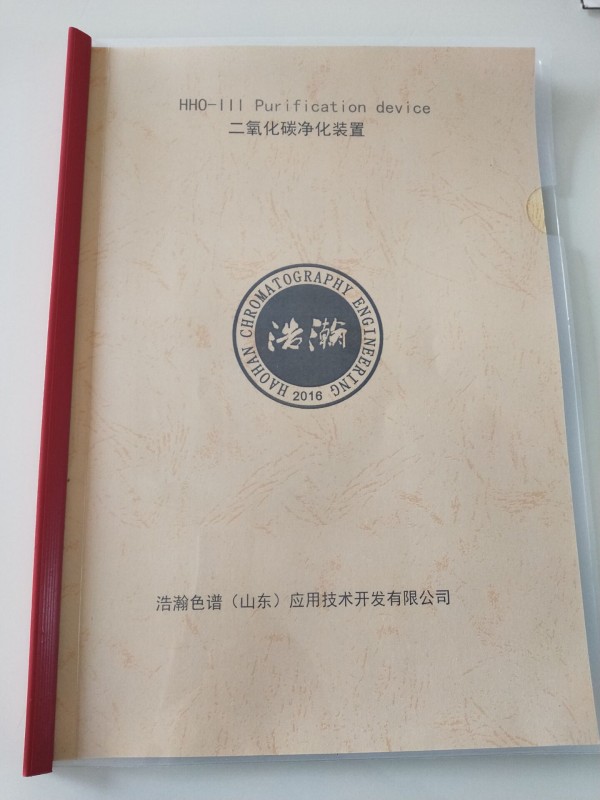 HHO-III Purification device
二氧化碳净化装置
HAOHAN CHROMATOGRAPHY ENGINEERING
浩瀚
2016
浩瀚色谱（山东）应用技术开发有限公司